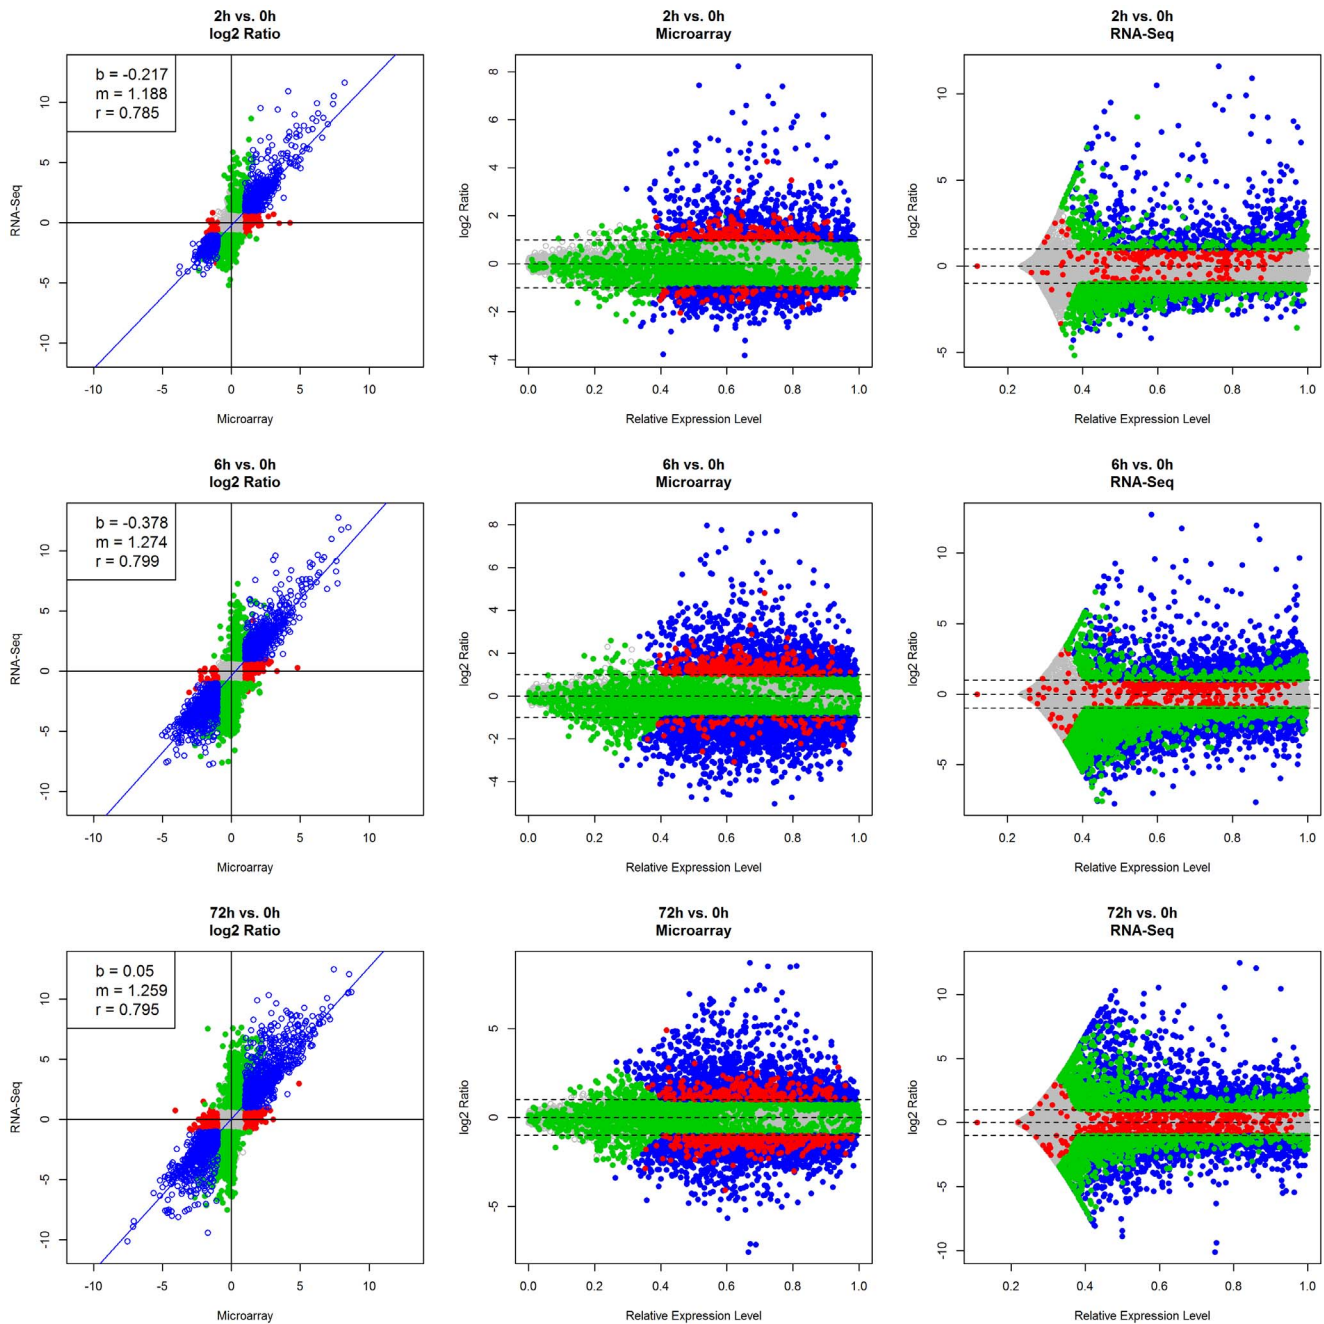 2h vs. 0h
log2 Ratio
b = -0.217
m = 1.188
r = 0.785
10
5
0
-5
-10
RNA-Seq
-10
-5
0
5
10
Microarray
2h vs. 0h
Microarray
8
6
4
2
0
-2
-4
log2 Ratio
0.0
0.2
0.4
0.6
0.8
1.0
Relative Expression Level
2h vs. 0h
RNA-Seq
10
5
0
-5
log2 Ratio
0.2
0.4
0.6
0.8
1.0
Relative Expression Level
6h vs. 0h
log2 Ratio
b = -0.378
m = 1.274
r = 0.799
10
5
0
-5
-10
RNA-Seq
-10
-5
0
5
10
Microarray
6h vs. 0h
Microarray
8
6
4
2
0
-2
-4
log2 Ratio
0.0
0.2
0.4
0.6
0.8
1.0
Relative Expression Level
6h vs. 0h
RNA-Seq
10
5
0
-5
log2 Ratio
0.2
0.4
0.6
0.8
1.0
Relative Expression Level
72h vs. 0h
log2 Ratio
b = 0.05
m = 1.259
r = 0.795
10
5
0
-5
-10
RNA-Seq
-10
-5
0
5
10
Microarray
72h vs. 0h
Microarray
5
0
-5
log2 Ratio
0.0
0.2
0.4
0.6
0.8
1.0
Relative Expression Level
72h vs. 0h
RNA-Seq
10
5
0
-5
-10
log2 Ratio
0.2
0.4
0.6
0.8
1.0
Relative Expression Level